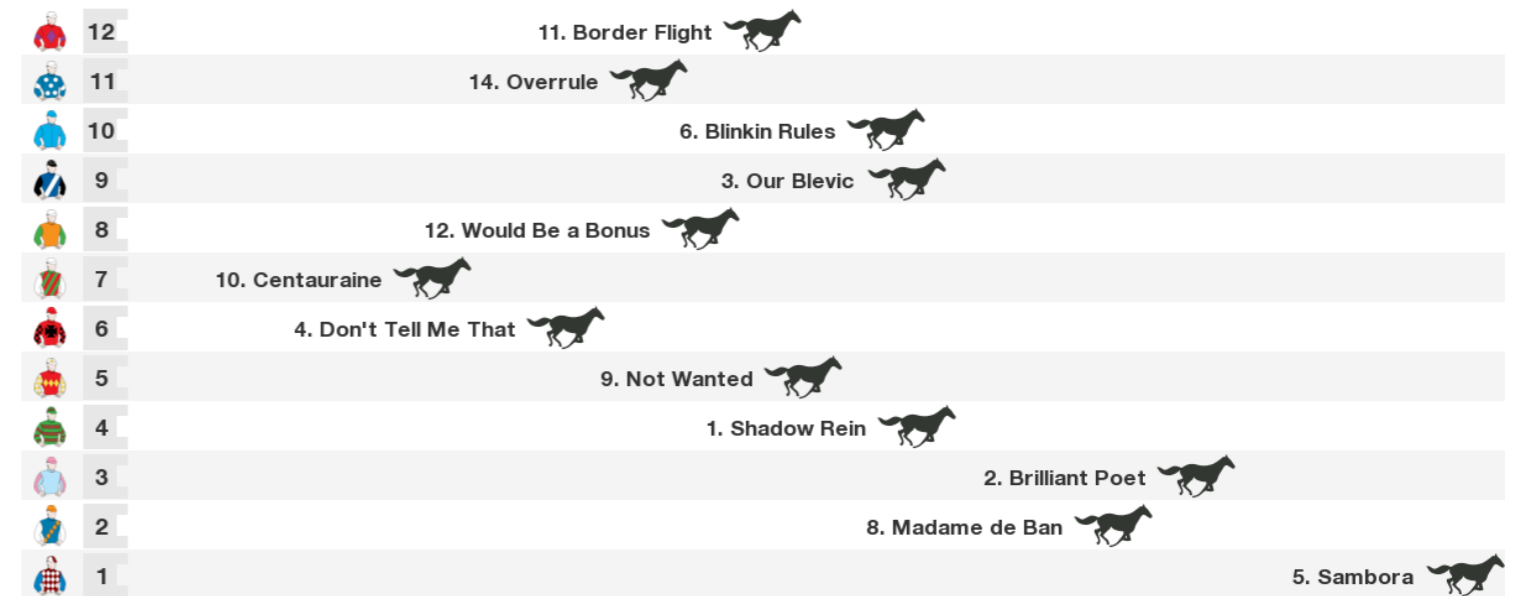 12 11. Border Flight
11 14. Overrule
10 6. Blinkin Rules
9 3. Our Blevic
8 12. Would Be a Bonus
7 10. Centauraine
6 4. Don't Tell Me That
5 9. Not Wanted
4 1. Shadow Rein
3 2. Brilliant Poet
2 8. Madame de Ban
1 5. Sambora